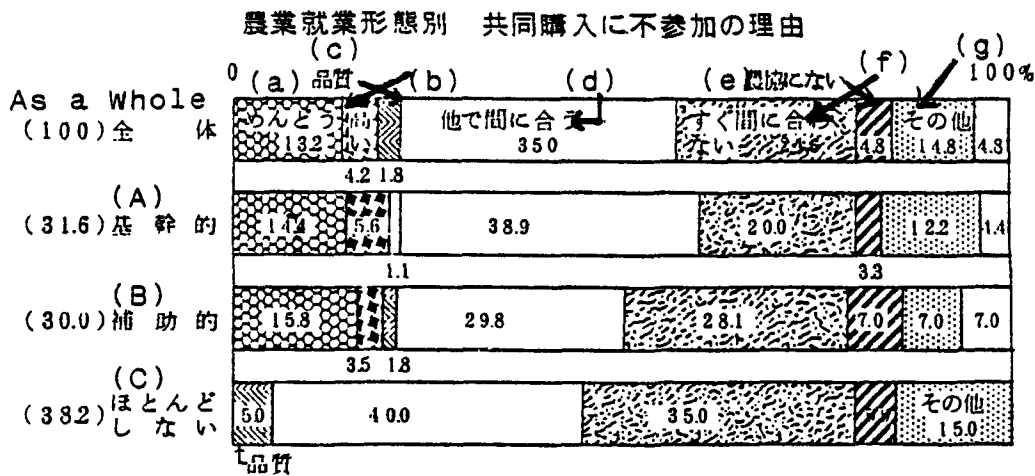 農業就業形態別 共同購入に不参加の理由
(c) (g)
0 (a) 品質 (b) (d) (e) 農協にない (f) 100%
As a Whole
(100) 全体
めんどう 13.2
他で間に合う 35.0
すぐ間に合わない
4.8
その他 14.8
4.8
4.2 1.8
(A)
(31.6) 基幹的
14.4 5.6 38.9 20.0 12.2
1.1 3.3
(B)
(30.0) 補助的
15.8 29.8 28.1 7.0 7.0 7.0
3.5 1.8
(C)
(38.2) ほとんどしない
5.0 40.0 35.0 その他 15.0
品質